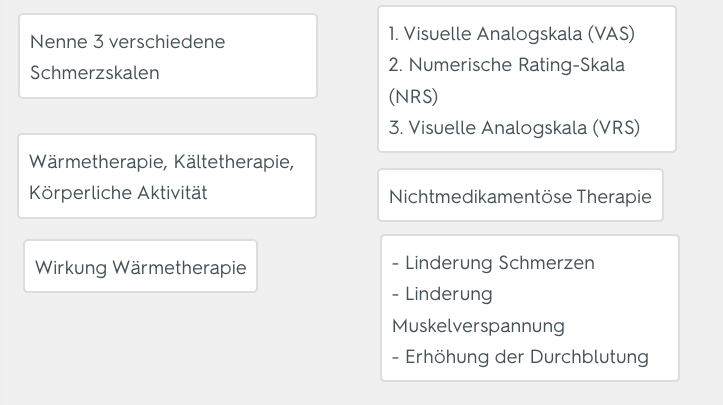 Nenne 3 verschiedene
Schmerzskalen
1. Visuelle Analogskala (VAS)
2. Numerische Rating-Skala
(NRS)
3. Visuelle Analogskala (VRS)
Wärmetherapie, Kältetherapie,
Körperliche Aktivität
Nichtmedikamentöse Therapie
Wirkung Wärmetherapie
- Linderung Schmerzen
- Linderung
Muskelverspannung
- Erhöhung der Durchblutung